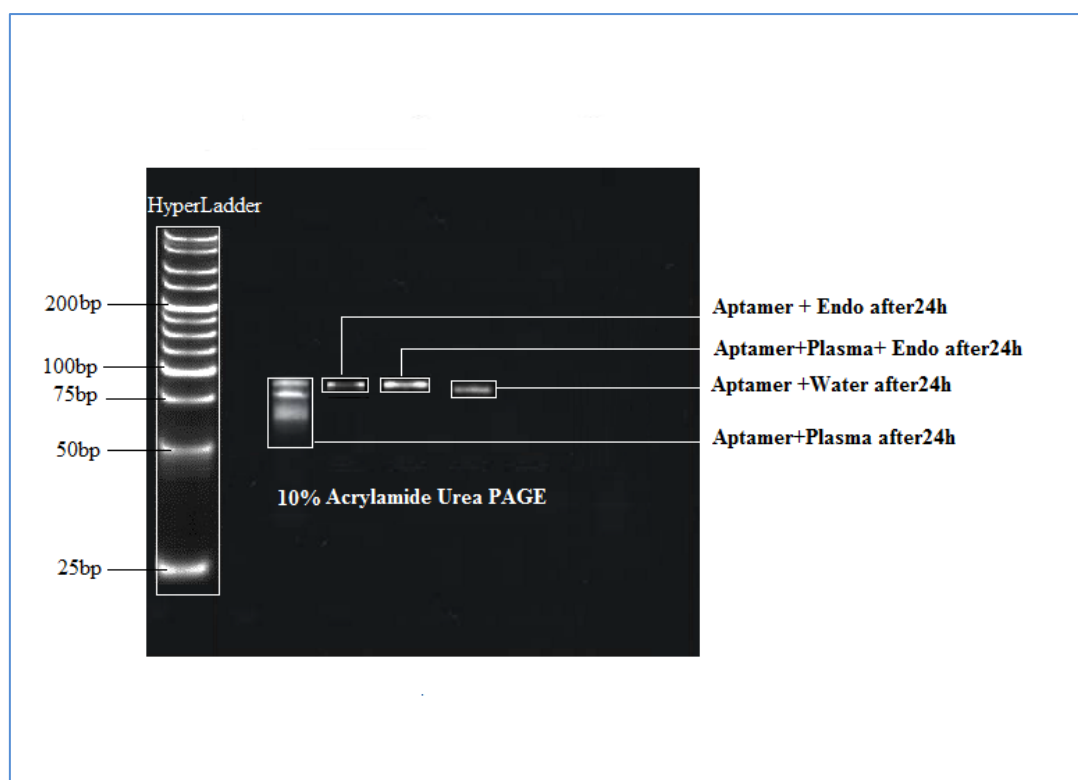 HyperLadder
200bp
Aptamer + Endo after24h
Aptamer+Plasma+ Endo after24h
100bp
Aptamer +Water after24h
75bp
Aptamer+Plasma after24h
50bp
10% Acrylamide Urea PAGE
25bp